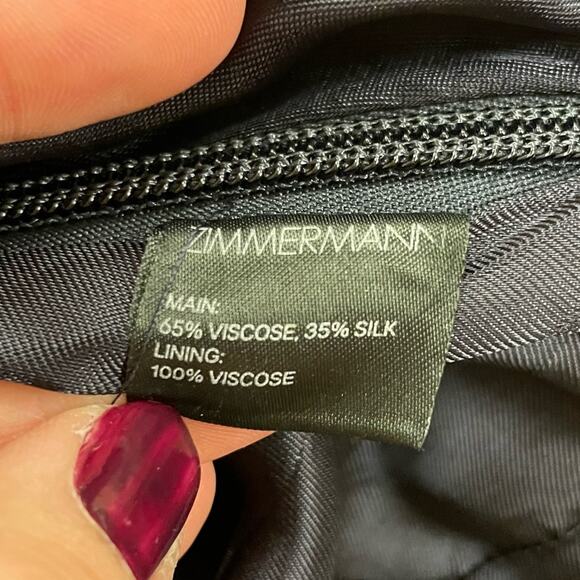 ZIMMERMANN
MAIN:
65% VISCOSE, 35% SILK
LINING:
100% VISCOSE